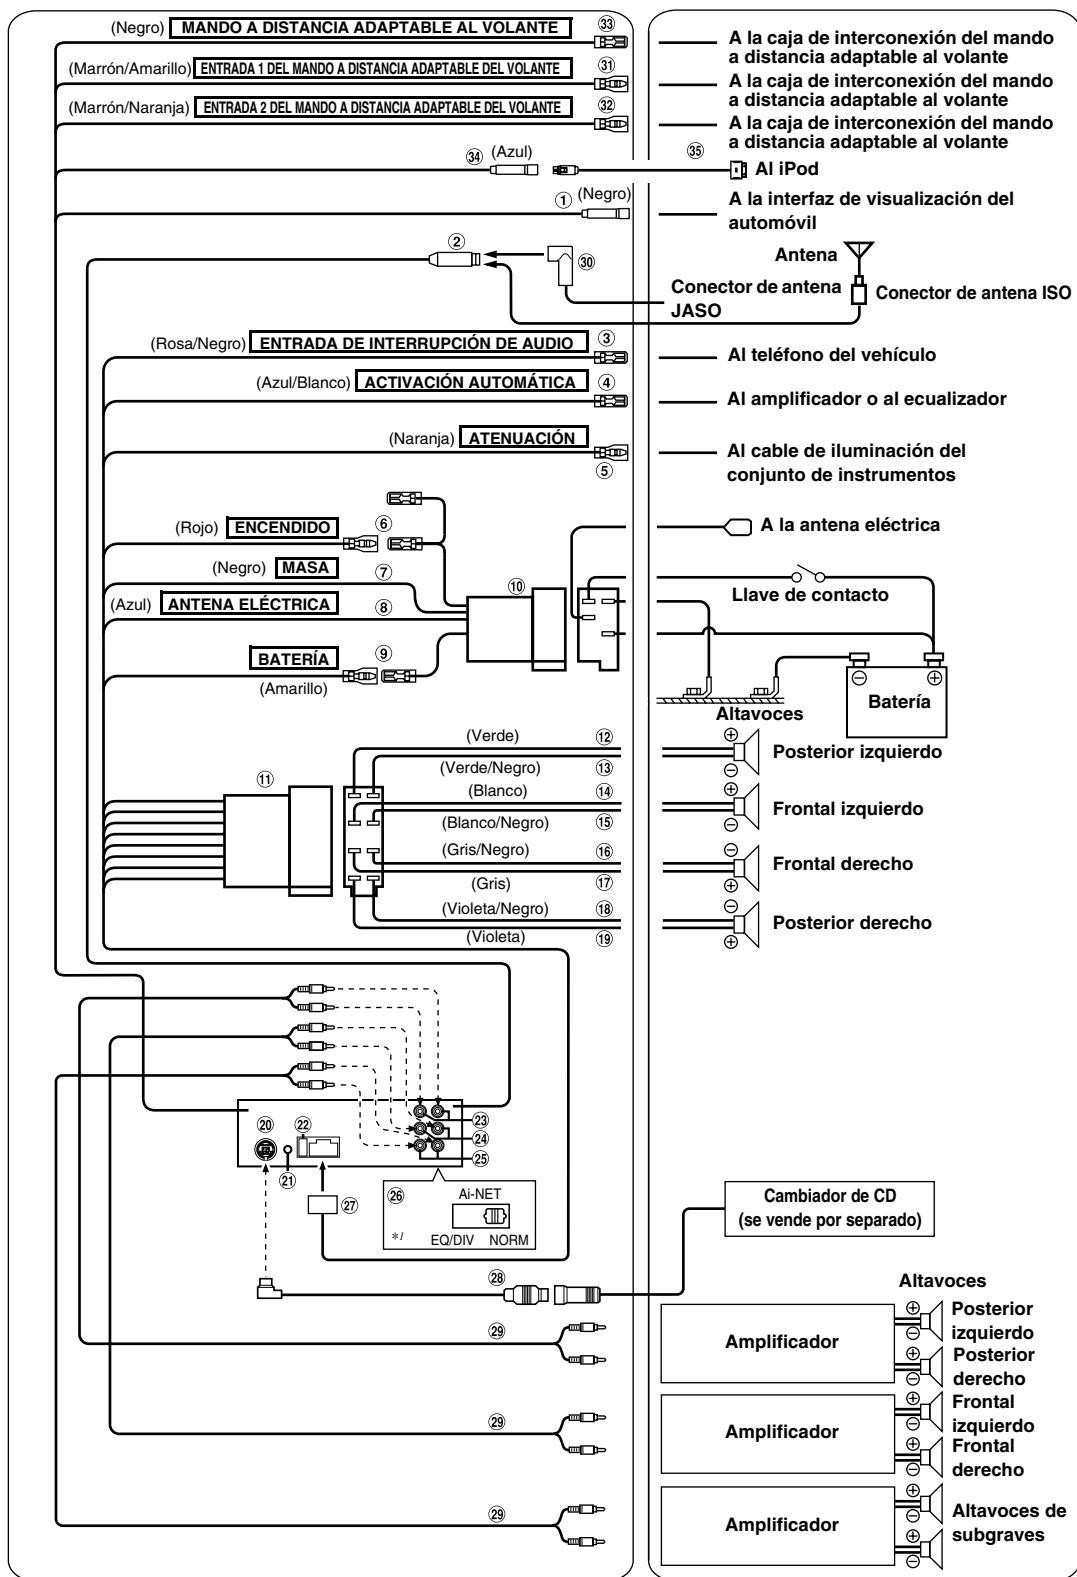 (Negro) MANDO A DISTANCIA ADAPTABLE AL VOLANTE ㉝
A la caja de interconexión del mando
a distancia adaptable al volante
(Marrón/Amarillo) ENTRADA 1 DEL MANDO A DISTANCIA ADAPTABLE DEL VOLANTE ㉛
A la caja de interconexión del mando
a distancia adaptable al volante
(Marrón/Naranja) ENTRADA 2 DEL MANDO A DISTANCIA ADAPTABLE DEL VOLANTE ㉜
A la caja de interconexión del mando
a distancia adaptable al volante
㉞ (Azul) ㉟ Al iPod
① (Negro)
A la interfaz de visualización del
automóvil
②
㉚
Antena
Conector de antena
JASO
Conector de antena ISO
(Rosa/Negro) ENTRADA DE INTERRUPCIÓN DE AUDIO ③ Al teléfono del vehículo
(Azul/Blanco) ACTIVACIÓN AUTOMÁTICA ④ Al amplificador o al ecualizador
(Naranja) ATENUACIÓN ⑤
Al cable de iluminación del
conjunto de instrumentos
(Rojo) ENCENDIDO ⑥ A la antena eléctrica
(Negro) MASA ⑦
⑩
Llave de contacto
(Azul) ANTENA ELÉCTRICA ⑧
BATERÍA ⑨
(Amarillo)
⊖ ⊕
Batería
Altavoces
(Verde) ⑫ ⊕
Posterior izquierdo
(Verde/Negro) ⑬ ⊖
⑪
(Blanco) ⑭ ⊕
Frontal izquierdo
(Blanco/Negro) ⑮ ⊖
(Gris/Negro) ⑯ ⊖
Frontal derecho
(Gris) ⑰ ⊕
(Violeta/Negro) ⑱ ⊖
Posterior derecho
(Violeta) ⑲ ⊕
⑳ ㉒ ㉓
㉔
㉑ ㉕
㉖ Ai-NET
㉗
*1 EQ/DIV NORM
Cambiador de CD
(se vende por separado)
㉘
Altavoces
㉙
Amplificador
⊕ ⊖ Posterior
izquierdo
⊕ ⊖ Posterior
derecho
㉙
Amplificador
⊕ ⊖ Frontal
izquierdo
⊕ ⊖ Frontal
derecho
㉙
Amplificador
⊕ ⊖ ⊕ ⊖
Altavoces de
subgraves